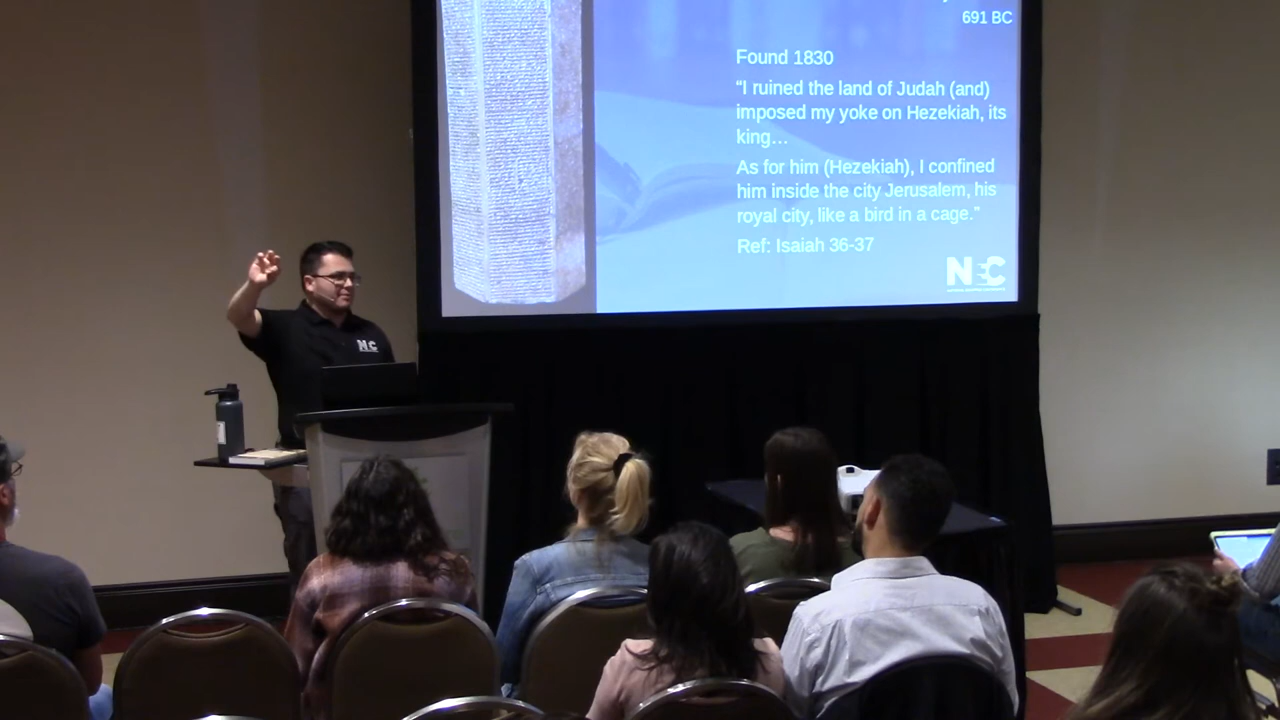 691 BC
Found 1830
“I ruined the land of Judah (and)
imposed my yoke on Hezekiah, its
king…
As for him (Hezekiah), I confined
him inside the city Jerusalem, his
royal city, like a bird in a cage.”
Ref: Isaiah 36-37
NEC